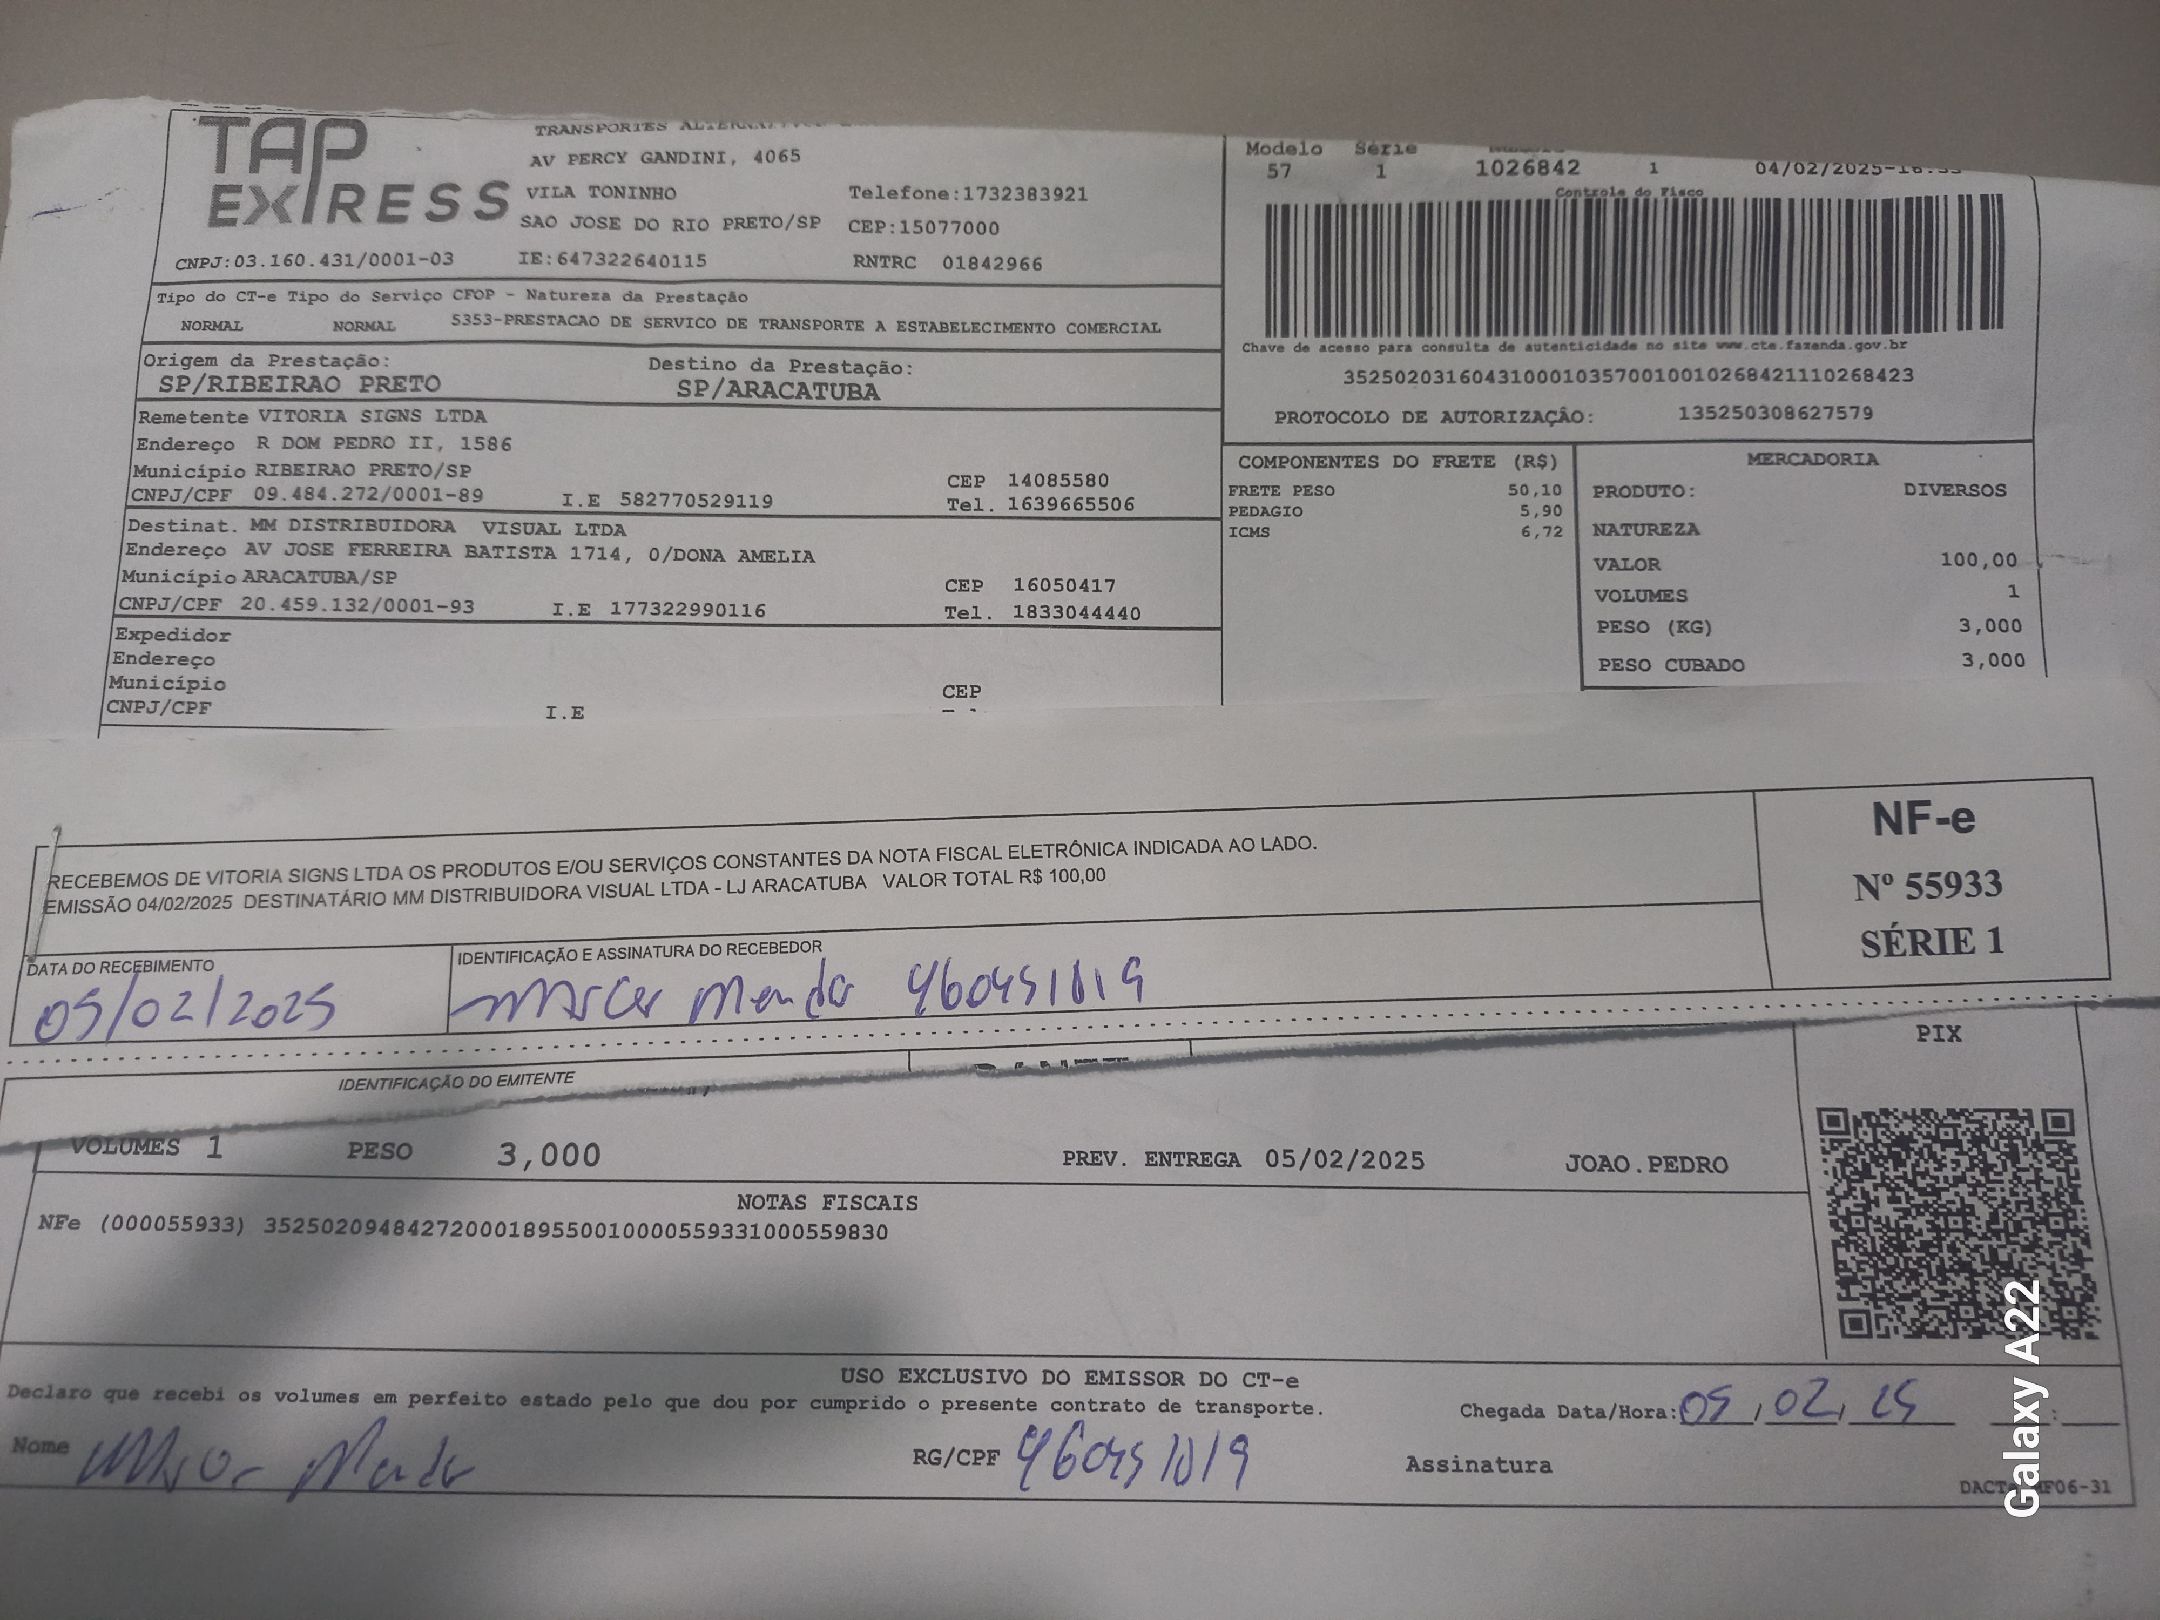 TAP
EXPRESS
TRANSPORTES
AV PERCY GANDINI, 4065
VILA TONINHO Telefone:1732383921
SAO JOSE DO RIO PRETO/SP CEP:15077000
CNPJ:03.160.431/0001-03 IE:647322640115 RNTRC 01842966
Modelo Série
57 1 1026842 1 04/02/2025-16:
Controle do Fisco
Tipo do CT-e Tipo do Serviço CFOP - Natureza da Prestação
NORMAL NORMAL 5353-PRESTACAO DE SERVICO DE TRANSPORTE A ESTABELECIMENTO COMERCIAL
Chave de acesso para consulta de autenticidade no site www.cte.fazenda.gov.br
35250203160431000103570010010268421110268423
PROTOCOLO DE AUTORIZAÇÃO: 135250308627579
Origem da Prestação: Destino da Prestação:
SP/RIBEIRAO PRETO SP/ARACATUBA
Remetente VITORIA SIGNS LTDA
Endereço R DOM PEDRO II, 1586
Município RIBEIRAO PRETO/SP CEP 14085580
CNPJ/CPF 09.484.272/0001-89 I.E 582770529119 Tel. 1639665506
Destinat. MM DISTRIBUIDORA VISUAL LTDA
Endereço AV JOSE FERREIRA BATISTA 1714, 0/DONA AMELIA
Município ARACATUBA/SP CEP 16050417
CNPJ/CPF 20.459.132/0001-93 I.E 177322990116 Tel. 1833044440
Expedidor
Endereço
Município CEP
CNPJ/CPF I.E
COMPONENTES DO FRETE (R$)
FRETE PESO 50,10
PEDAGIO 5,90
ICMS 6,72
MERCADORIA
PRODUTO: DIVERSOS
NATUREZA
VALOR 100,00
VOLUMES 1
PESO (KG) 3,000
PESO CUBADO 3,000
RECEBEMOS DE VITORIA SIGNS LTDA OS PRODUTOS E/OU SERVIÇOS CONSTANTES DA NOTA FISCAL ELETRÔNICA INDICADA AO LADO.
EMISSÃO 04/02/2025 DESTINATÁRIO MM DISTRIBUIDORA VISUAL LTDA - LJ ARACATUBA VALOR TOTAL R$ 100,00
NF-e
Nº 55933
SÉRIE 1
DATA DO RECEBIMENTO IDENTIFICAÇÃO E ASSINATURA DO RECEBEDOR
05/02/2025 460451019
IDENTIFICAÇÃO DO EMITENTE
PIX
VOLUMES 1 PESO 3,000 PREV. ENTREGA 05/02/2025 JOAO.PEDRO
NOTAS FISCAIS
NFe (000055933) 35250209484272000189550010000559331000559830
USO EXCLUSIVO DO EMISSOR DO CT-e
Declaro que recebi os volumes em perfeito estado pelo que dou por cumprido o presente contrato de transporte.
Chegada Data/Hora: 05/02/25 :
Nome RG/CPF 460451019 Assinatura
Galaxy A22